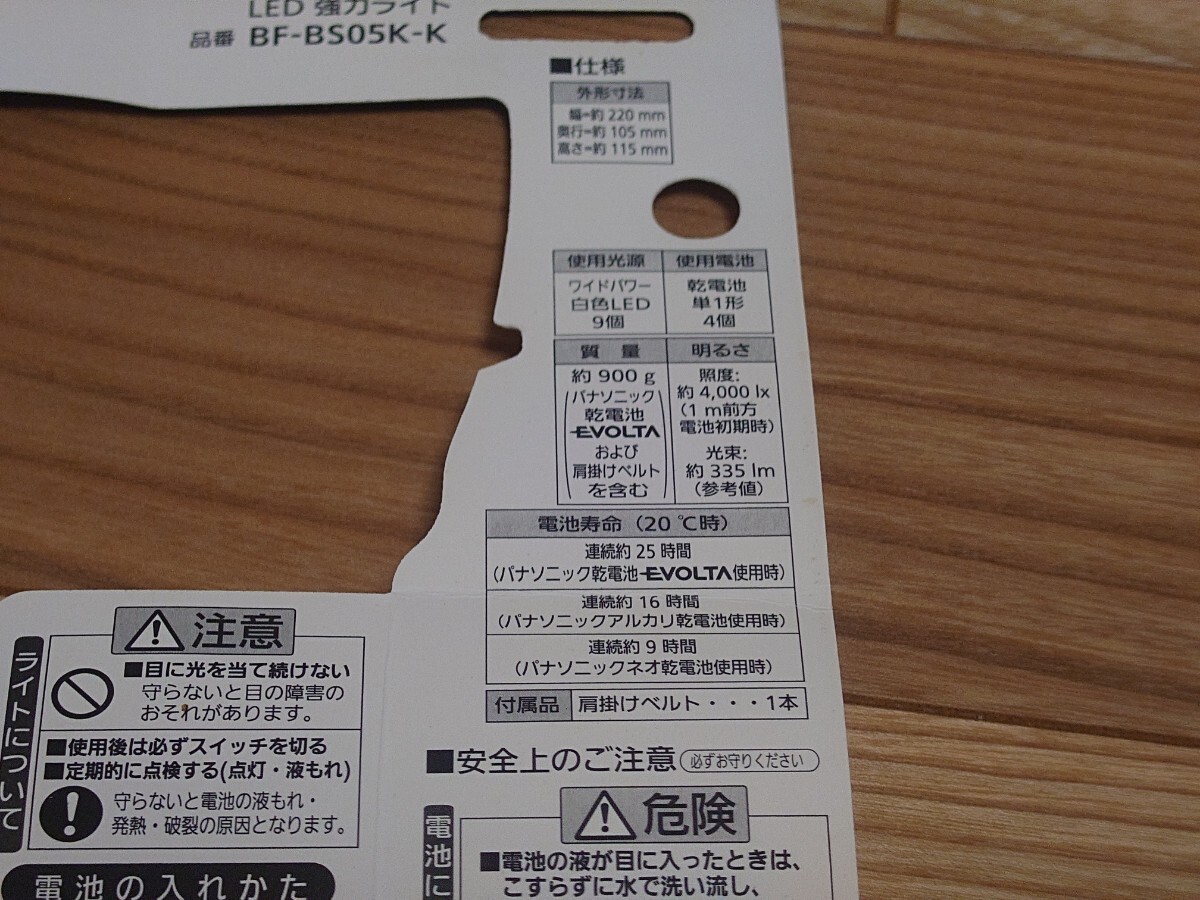 LED 強力ライト
品番 BF-BS05K-K
■仕様
外形寸法
幅=約 220 mm
奥行=約 105 mm
高さ=約 115 mm
使用光源
ワイドパワー
白色LED
9個
使用電池
乾電池
単1形
4個
質量
約 900 g
パナソニック
乾電池
EVOLTA
および
肩掛けベルト
を含む
明るさ
照度:
約 4,000 lx
(1 m前方
電池初期時)
光束:
約 335 lm
(参考値)
電池寿命(20 ℃時)
連続約 25 時間
(パナソニック乾電池EVOLTA使用時)
連続約 16 時間
(パナソニックアルカリ乾電池使用時)
連続約 9 時間
(パナソニックネオ乾電池使用時)
付属品 肩掛けベルト・・・1本
ライトについて
注意
■目に光を当て続けない
守らないと目の障害の
おそれがあります。
■使用後は必ずスイッチを切る
■定期的に点検する(点灯・液もれ)
守らないと電池の液もれ・
発熱・破裂の原因となります。
電池の入れかた
■安全上のご注意 必ずお守りください
電池に
危険
■電池の液が目に入ったときは、
こすらずに水で洗い流し、